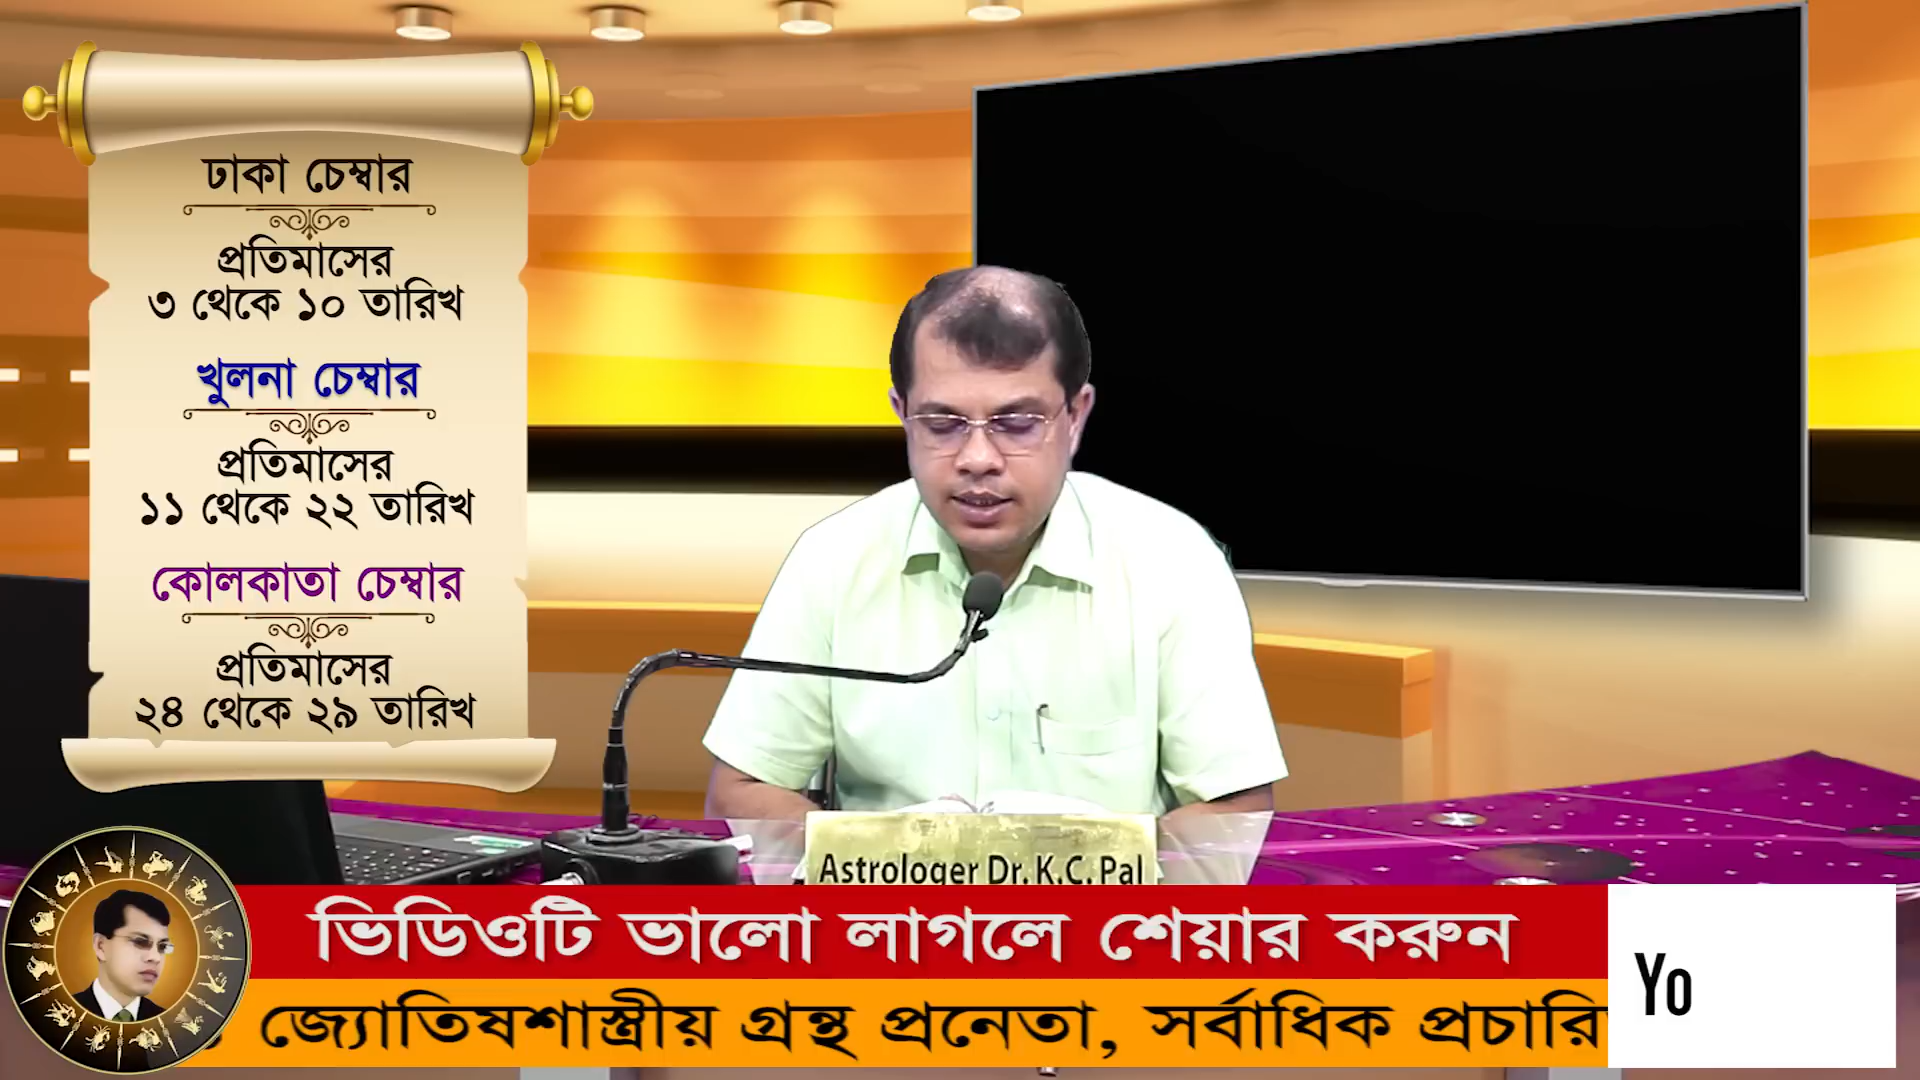 ঢাকা চেম্বার
প্রতিমাসের
৩ থেকে ১০ তারিখ
খুলনা চেম্বার
প্রতিমাসের
১১ থেকে ২২ তারিখ
কোলকাতা চেম্বার
প্রতিমাসের
২৪ থেকে ২৯ তারিখ
Astrologer Dr. K.C. Pal
ভিডিওটি ভালো লাগলে শেয়ার করুন
জ্যোতিষশাস্ত্রীয় গ্রন্থ প্রনেতা, সর্বাধিক
Yo